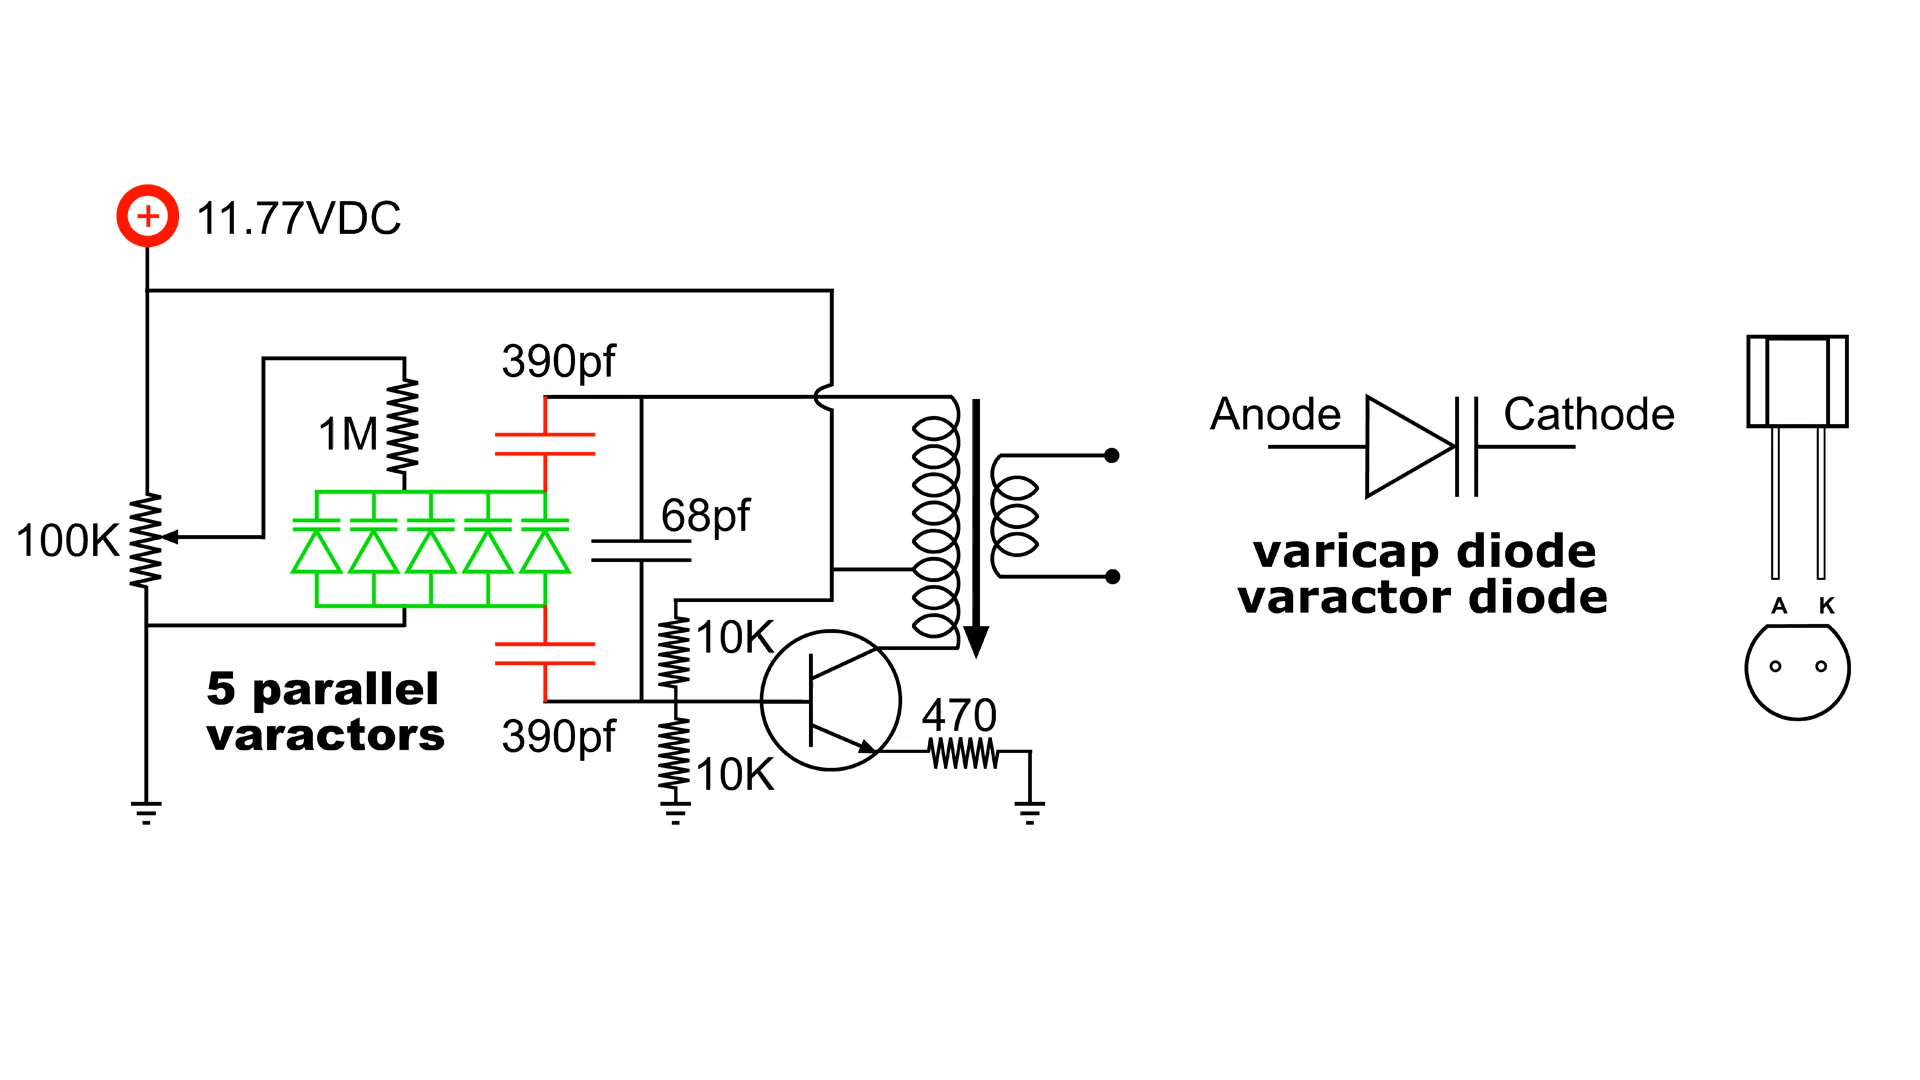 + 11.77VDC
390pf
1M
Anode
Cathode
100K
68pf
varicap diode
varactor diode
A K
10K
5 parallel
varactors
470
390pf
10K